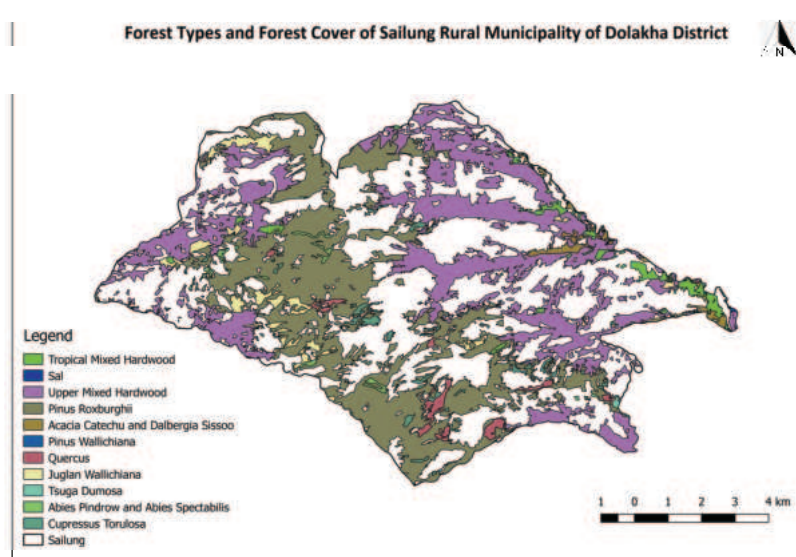 Forest Types and Forest Cover of Sailung Rural Municipality of Dolakha District
N
Legend
Tropical Mixed Hardwood
Sal
Upper Mixed Hardwood
Pinus Roxburghii
Acacia Catechu and Dalbergia Sissoo
Pinus Wallichiana
Quercus
Juglan Wallichiana
Tsuga Dumosa
Abies Pindrow and Abies Spectabilis
Cupressus Torulosa
Sailung
1 0 1 2 3 4 km